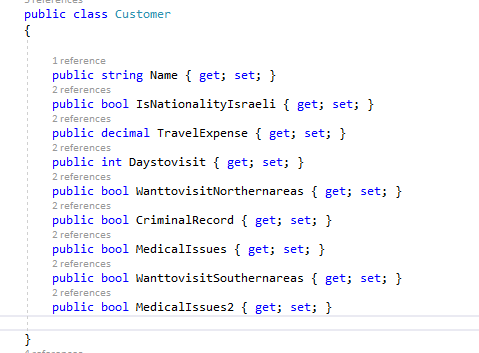 public class Customer
{
1 reference
public string Name { get; set; }
2 references
public bool IsNationalityIsraeli { get; set; }
2 references
public decimal TravelExpense { get; set; }
2 references
public int Daystovisit { get; set; }
2 references
public bool WanttovisitNorthernareas { get; set; }
2 references
public bool CriminalRecord { get; set; }
2 references
public bool MedicalIssues { get; set; }
2 references
public bool WanttovisitSouthernareas { get; set; }
2 references
public bool MedicalIssues2 { get; set; }
}